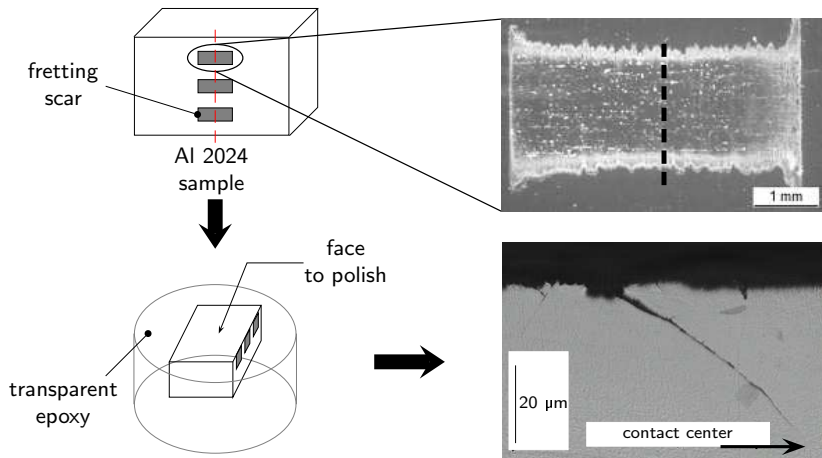 fretting
scar
Al 2024
sample
1 mm
face
to polish
transparent
epoxy
20 µm
contact center